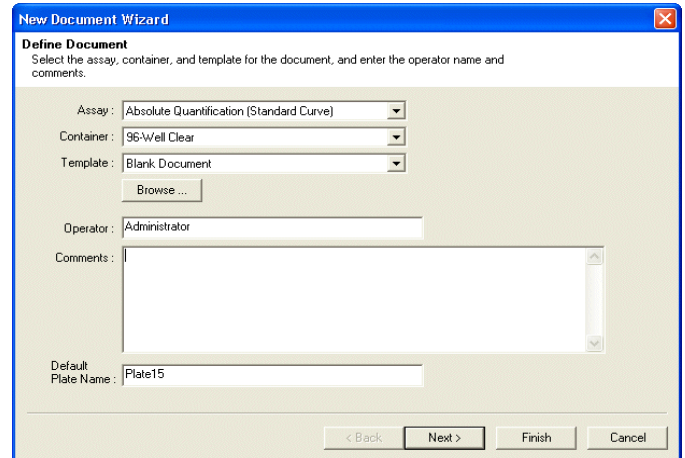 New Document Wizard
Define Document
Select the assay, container, and template for the document, and enter the operator name and
comments.
Assay : Absolute Quantification (Standard Curve)
Container : 96-Well Clear
Template : Blank Document
Browse ...
Operator : Administrator
Comments :
Default
Plate Name : Plate15
< Back Next > Finish Cancel